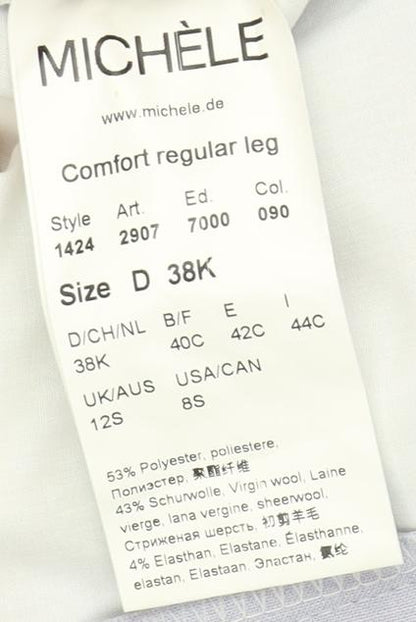 MICHÈLE
www.michele.de
Comfort regular leg
Style Art. Ed. Col.
1424 2907 7000 090
Size D 38K
D/CH/NL B/F E I
38K 40C 42C 44C
UK/AUS USA/CAN
12S 8S
53% Polyester, poliestere,
Полиэстер, 聚酯纤维
43% Schurwolle, Virgin wool, Laine
vierge, lana vergine, sheerwool,
Стриженая шерсть, 初剪羊毛
4% Elasthan, Elastane, Élasthanne,
elastan, Elastaan, Эластан, 氨纶